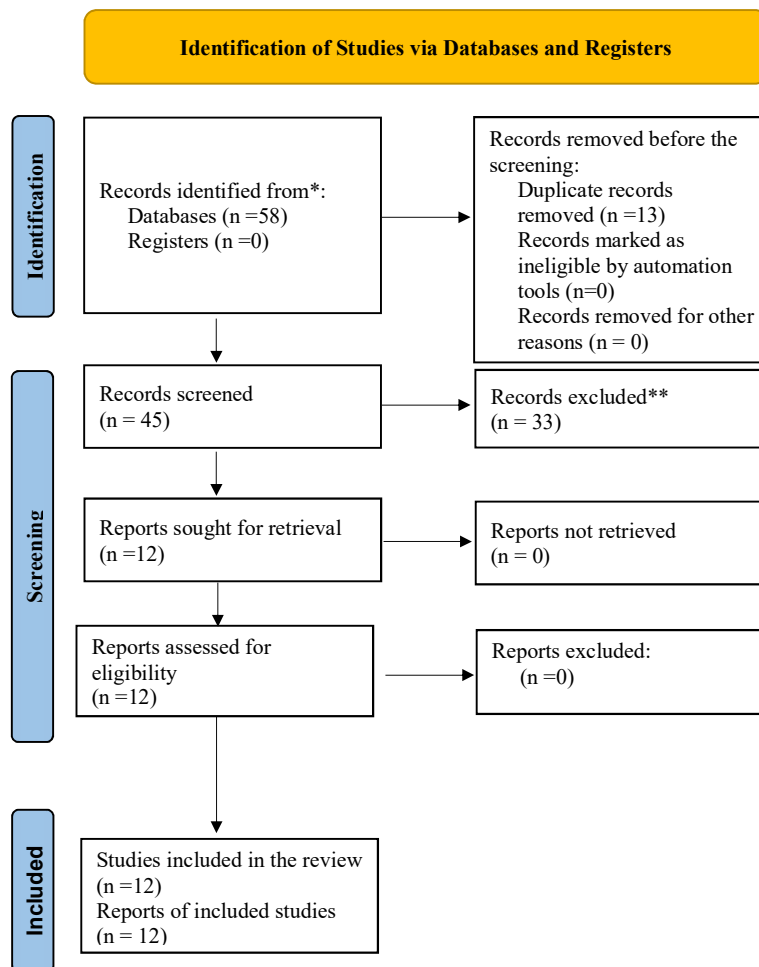 Identification of Studies via Databases and Registers
Identification
Records identified from*:
Databases (n =58)
Registers (n =0)
Records removed before the
screening:
Duplicate records
removed (n =13)
Records marked as
ineligible by automation
tools (n=0)
Records removed for other
reasons (n = 0)
Screening
Records screened
(n = 45)
Records excluded**
(n = 33)
Reports sought for retrieval
(n =12)
Reports not retrieved
(n = 0)
Reports assessed for
eligibility
(n =12)
Reports excluded:
(n =0)
Included
Studies included in the review
(n =12)
Reports of included studies
(n = 12)